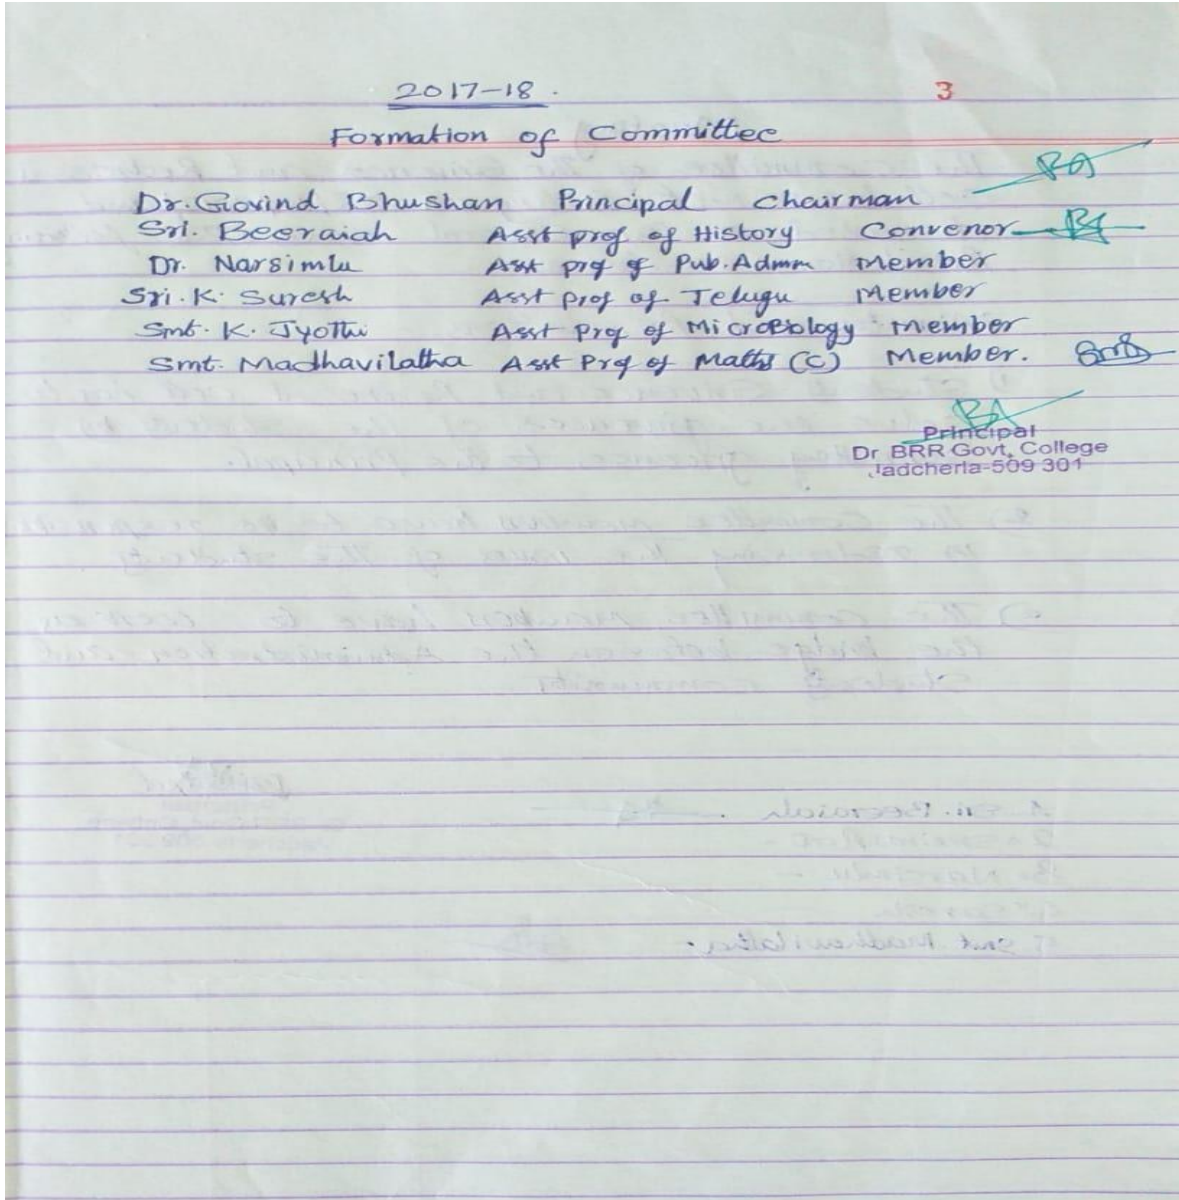 2017-18.
3
Formation of Committee
Dr. Govind Bhushan Principal Chairman
Sri. Beeraiah Asst prof of History Convenor
Dr. Narsimlu Asst prof of Pub. Admn Member
Sri. K. Suresh Asst prof of Telugu Member
Smt. K. Jyothi Asst Prof of Microbiology Member
Smt. Madhavilatha Asst Prof of Maths (C) Member.
Principal
Dr BRR Govt, College
Jadcherla-509 301